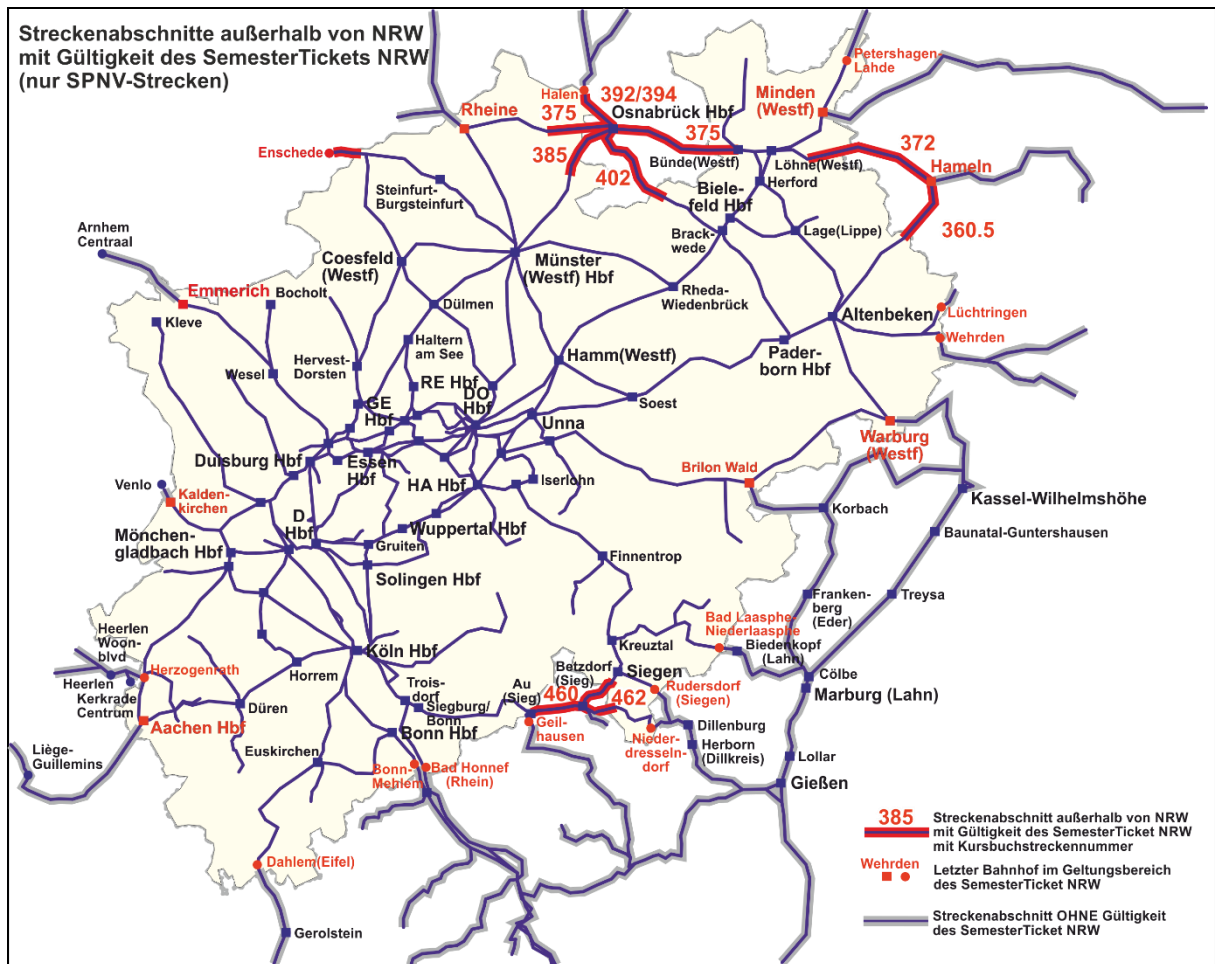 Streckenabschnitte außerhalb von NRW
mit Gültigkeit des SemesterTickets NRW
(nur SPNV-Strecken)
Petershagen
Lahde
Halen
392/394
Osnabrück Hbf
Minden
(Westf)
Rheine
375
375
372
Enschede
385
Bünde(Westf)
Löhne(Westf)
Hameln
402
Herford
Steinfurt-
Burgsteinfurt
Biele-
feld Hbf
360.5
Arnhem
Centraal
Brack-
wede
Lage(Lippe)
Coesfeld
(Westf)
Münster
(Westf) Hbf
Emmerich
Bocholt
Rheda-
Wiedenbrück
Kleve
Dülmen
Altenbeken
Lüchtringen
Wehrden
Haltern
am See
Hervest-
Dorsten
Hamm(Westf)
Pader-
born Hbf
Wesel
RE Hbf
DO
Hbf
GE
Hbf
Soest
Unna
Warburg
(Westf)
Duisburg Hbf
Essen
Hbf
Brilon Wald
Venlo
HA Hbf
Iserlohn
Kalden-
kirchen
Kassel-Wilhelmshöhe
Korbach
D.
Hbf
Wuppertal Hbf
Mönchen-
gladbach Hbf
Baunatal-Guntershausen
Gruiten
Finnentrop
Solingen Hbf
Franken-
berg
(Eder)
Treysa
Heerlen
Woon-
blvd
Bad Laasphe-
Niederlaasphe
Kreuztal
Biedenkopf
(Lahn)
Köln Hbf
Herzogenrath
Betzdorf
(Sieg)
Siegen
Cölbe
Horrem
Heerlen
Kerkrade
Centrum
Trois-
dorf
Au
(Sieg)
460
462
Rudersdorf
(Siegen)
Marburg (Lahn)
Siegburg/
Bonn
Düren
Aachen Hbf
Bonn Hbf
Geil-
hausen
Dillenburg
Nieder-
dresseln-
dorf
Herborn
(Dillkreis)
Liège-
Guillemins
Euskirchen
Lollar
Bonn-
Mehlem
Bad Honnef
(Rhein)
Gießen
385
Streckenabschnitt außerhalb von NRW
mit Gültigkeit des SemesterTicket NRW
mit Kursbuchstreckennummer
Dahlem(Eifel)
Wehrden
Letzter Bahnhof im Geltungsbereich
des SemesterTicket NRW
Streckenabschnitt OHNE Gültigkeit
des SemesterTicket NRW
Gerolstein